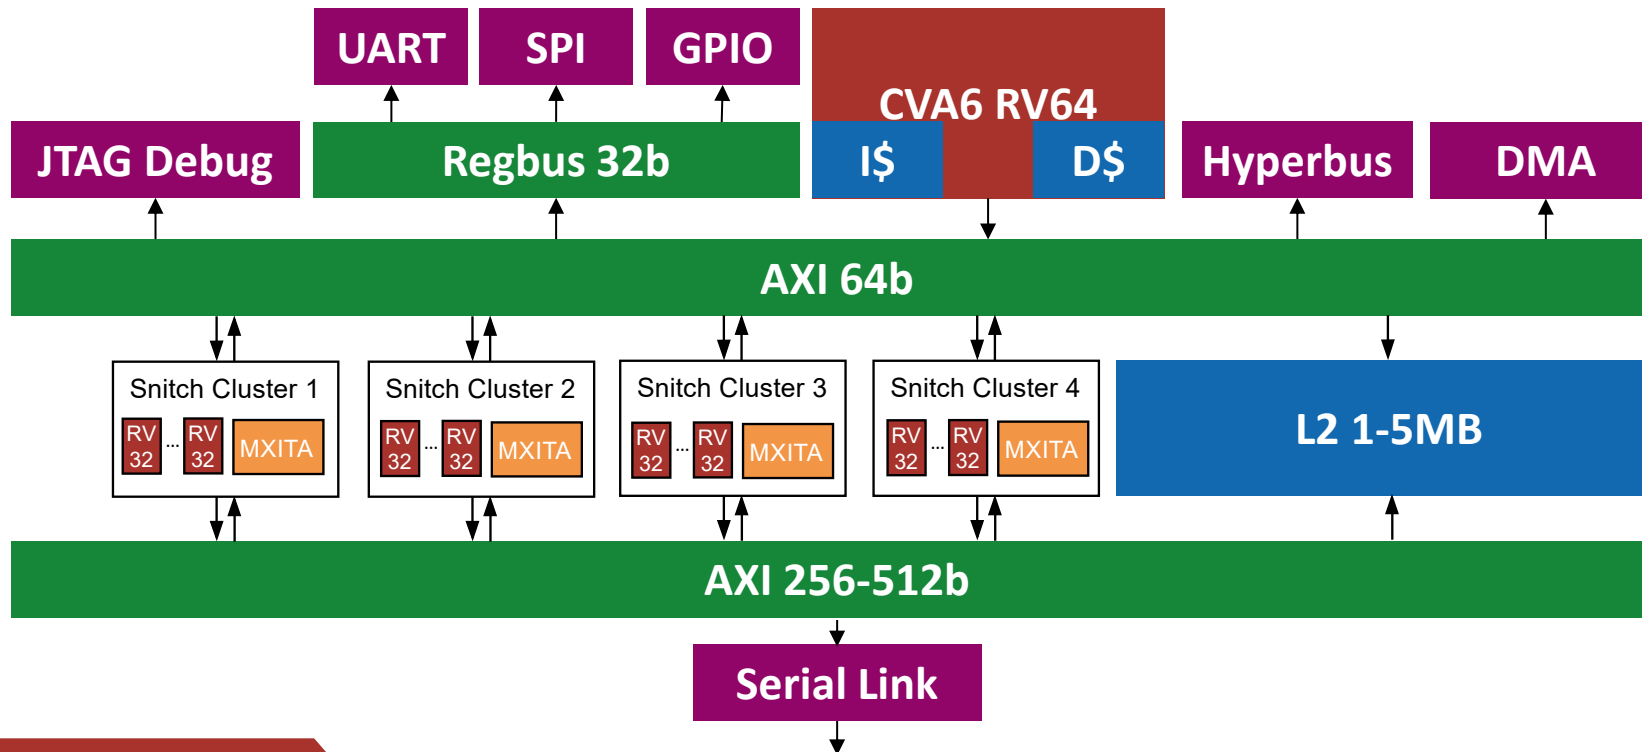 UART
SPI
GPIO
CVA6 RV64
JTAG Debug
Regbus 32b
I$
D$
Hyperbus
DMA
AXI 64b
Snitch Cluster 1
RV
32
...
RV
32
MXITA
Snitch Cluster 2
RV
32
...
RV
32
MXITA
Snitch Cluster 3
RV
32
...
RV
32
MXITA
Snitch Cluster 4
RV
32
...
RV
32
MXITA
L2 1-5MB
AXI 256-512b
Serial Link